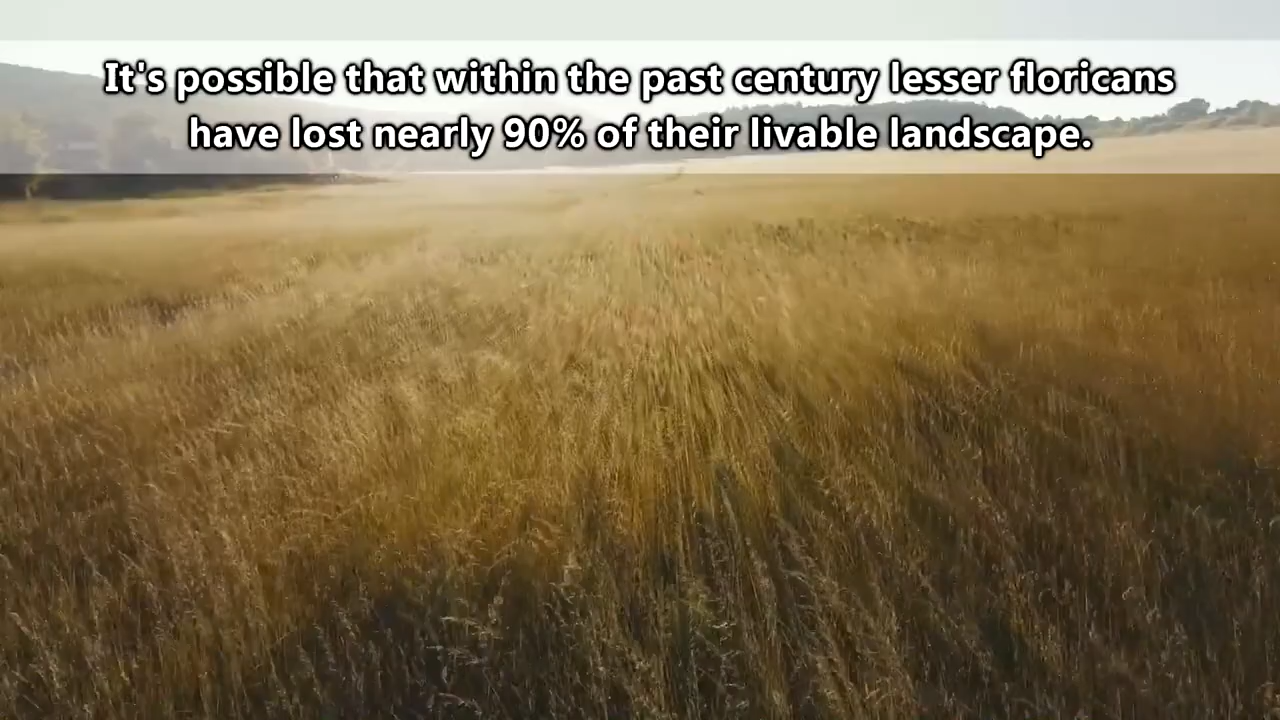 It's possible that within the past century lesser floricans
have lost nearly 90% of their livable landscape.